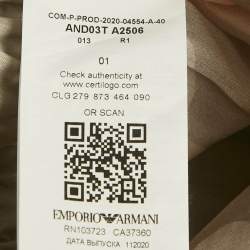 COM-P-PROD-2020-04554-A-40
AND03T A2506
013 R1
01
Check authenticity at
www.certilogo.com
CLG 279 873 464 090
OR SCAN
EMPORIO ARMANI
RN103723 CA37360
ДАТА ВЫПУСКА 112020